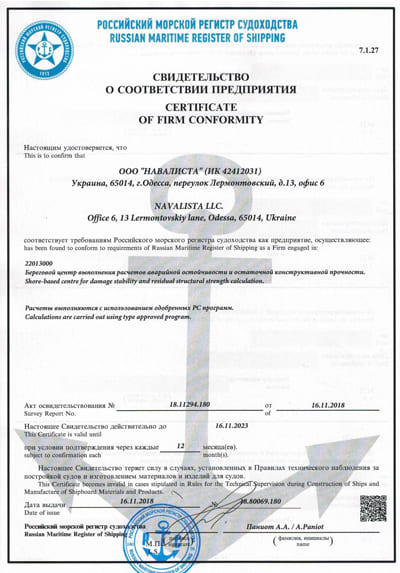 РОССИЙСКИЙ МОРСКОЙ РЕГИСТР СУДОХОДСТВА
RUSSIAN MARITIME REGISTER OF SHIPPING
7.1.27
СВИДЕТЕЛЬСТВО
О СООТВЕТСТВИИ ПРЕДПРИЯТИЯ
CERTIFICATE
OF FIRM CONFORMITY
Настоящим удостоверяется, что
This is to confirm that
ООО "НАВАЛИСТА" (ИК 42412031)
Украина, 65014, г.Одесса, переулок Лермонтовский, д.13, офис 6
NAVALISTA LLC.
Office 6, 13 Lermontovskiy lane, Odessa, 65014, Ukraine
соответствует требованиям Российского морского регистра судоходства как предприятие, осуществляющее:
has been found to conform to requirements of Russian Maritime Register of Shipping as a Firm engaged in:
22013000
Береговой центр выполнения расчетов аварийной остойчивости и остаточной конструктивной прочности.
Shore-based centre for damage stability and residual structural strength calculation.
Расчеты выполняются с использованием одобренных РС программ.
Calculations are carried out using type approved program.
Акт освидетельствования № 18.11294.180 от 16.11.2018
Survey Report No. of
Настоящее Свидетельство действительно до 16.11.2023
This Certificate is valid until
при условии подтверждения через каждые 12 месяца(ев).
subject to confirmation each month(s).
Настоящее Свидетельство теряет силу в случаях, установленных в Правилах технического наблюдения за
постройкой судов и изготовлением материалов и изделий для судов.
This Certificate becomes invalid in cases stipulated in Rules for the Technical Supervision during Construction of Ships and
Manufacture of Shipboard Materials and Products.
Дата выдачи 16.11.2018 № 18.80069.180
Date of issue
Российский морской регистр судоходства Паниот А.А. / A.Paniot
Russian Maritime Register of Shipping (подпись) (фамилия, инициалы)
М.П. name